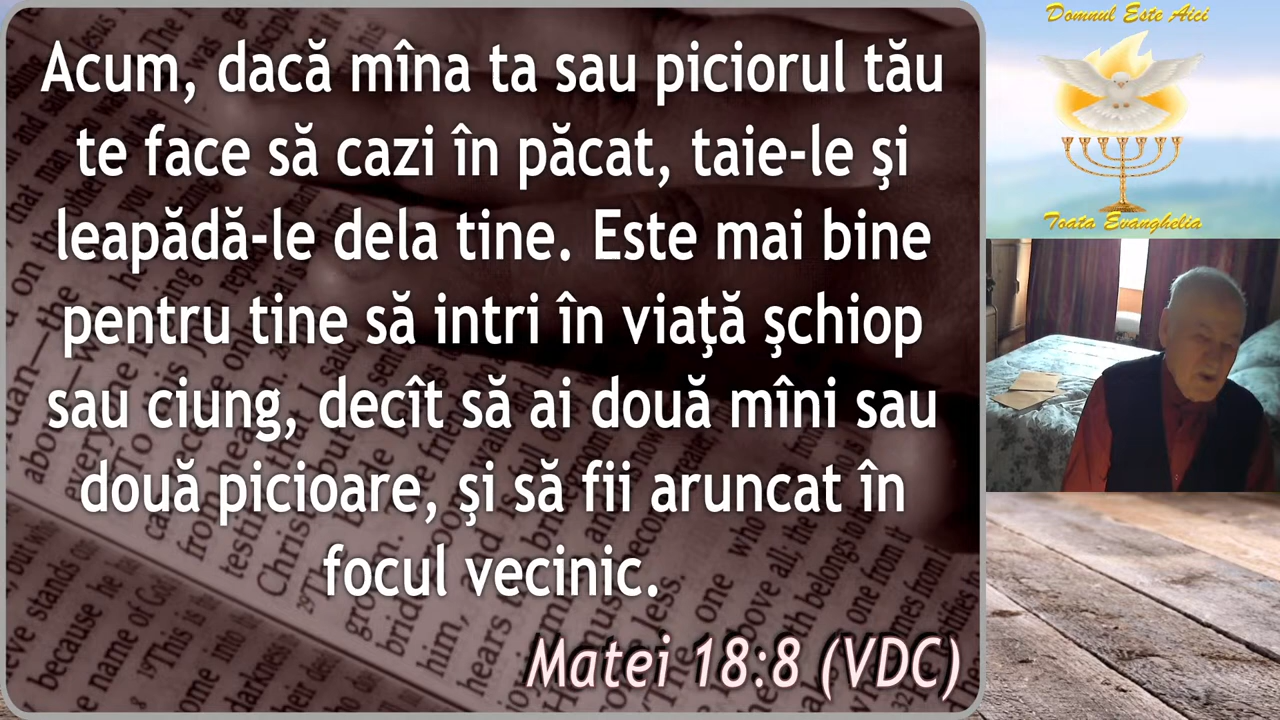 Acum, dacă mîna ta sau piciorul tău
te face să cazi în păcat, taie-le şi
leapădă-le dela tine. Este mai bine
pentru tine să intri în viaţă şchiop
sau ciung, decît să ai două mîni sau
două picioare, şi să fii aruncat în
focul vecinic.
Matei 18:8 (VDC)
Domnul Este Aici
Toata Evanghelia